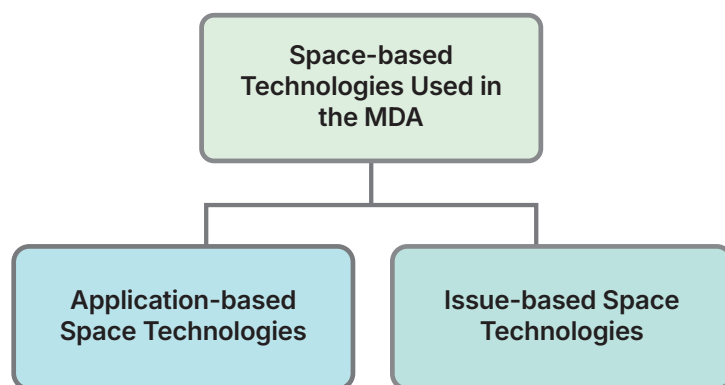 Space-based
Technologies Used in
the MDA
Application-based
Space Technologies
Issue-based Space
Technologies